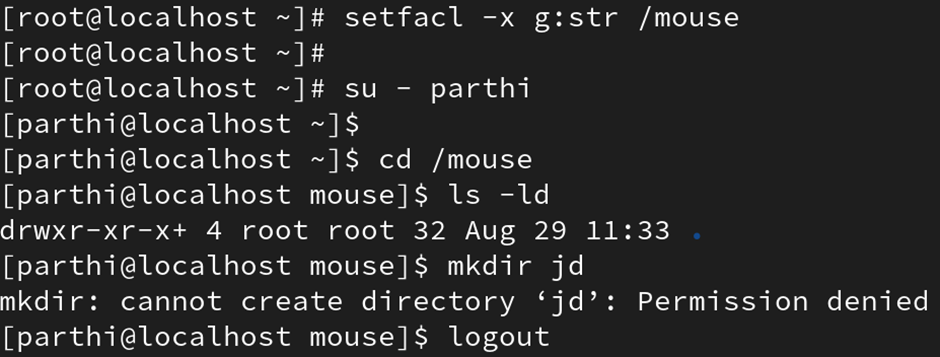 [root@localhost ~]# setfacl -x g:str /mouse
[root@localhost ~]#
[root@localhost ~]# su - parthi
[parthi@localhost ~]$
[parthi@localhost ~]$ cd /mouse
[parthi@localhost mouse]$ ls -ld
drwxr-xr-x+ 4 root root 32 Aug 29 11:33 .
[parthi@localhost mouse]$ mkdir jd
mkdir: cannot create directory ‘jd’: Permission denied
[parthi@localhost mouse]$ logout